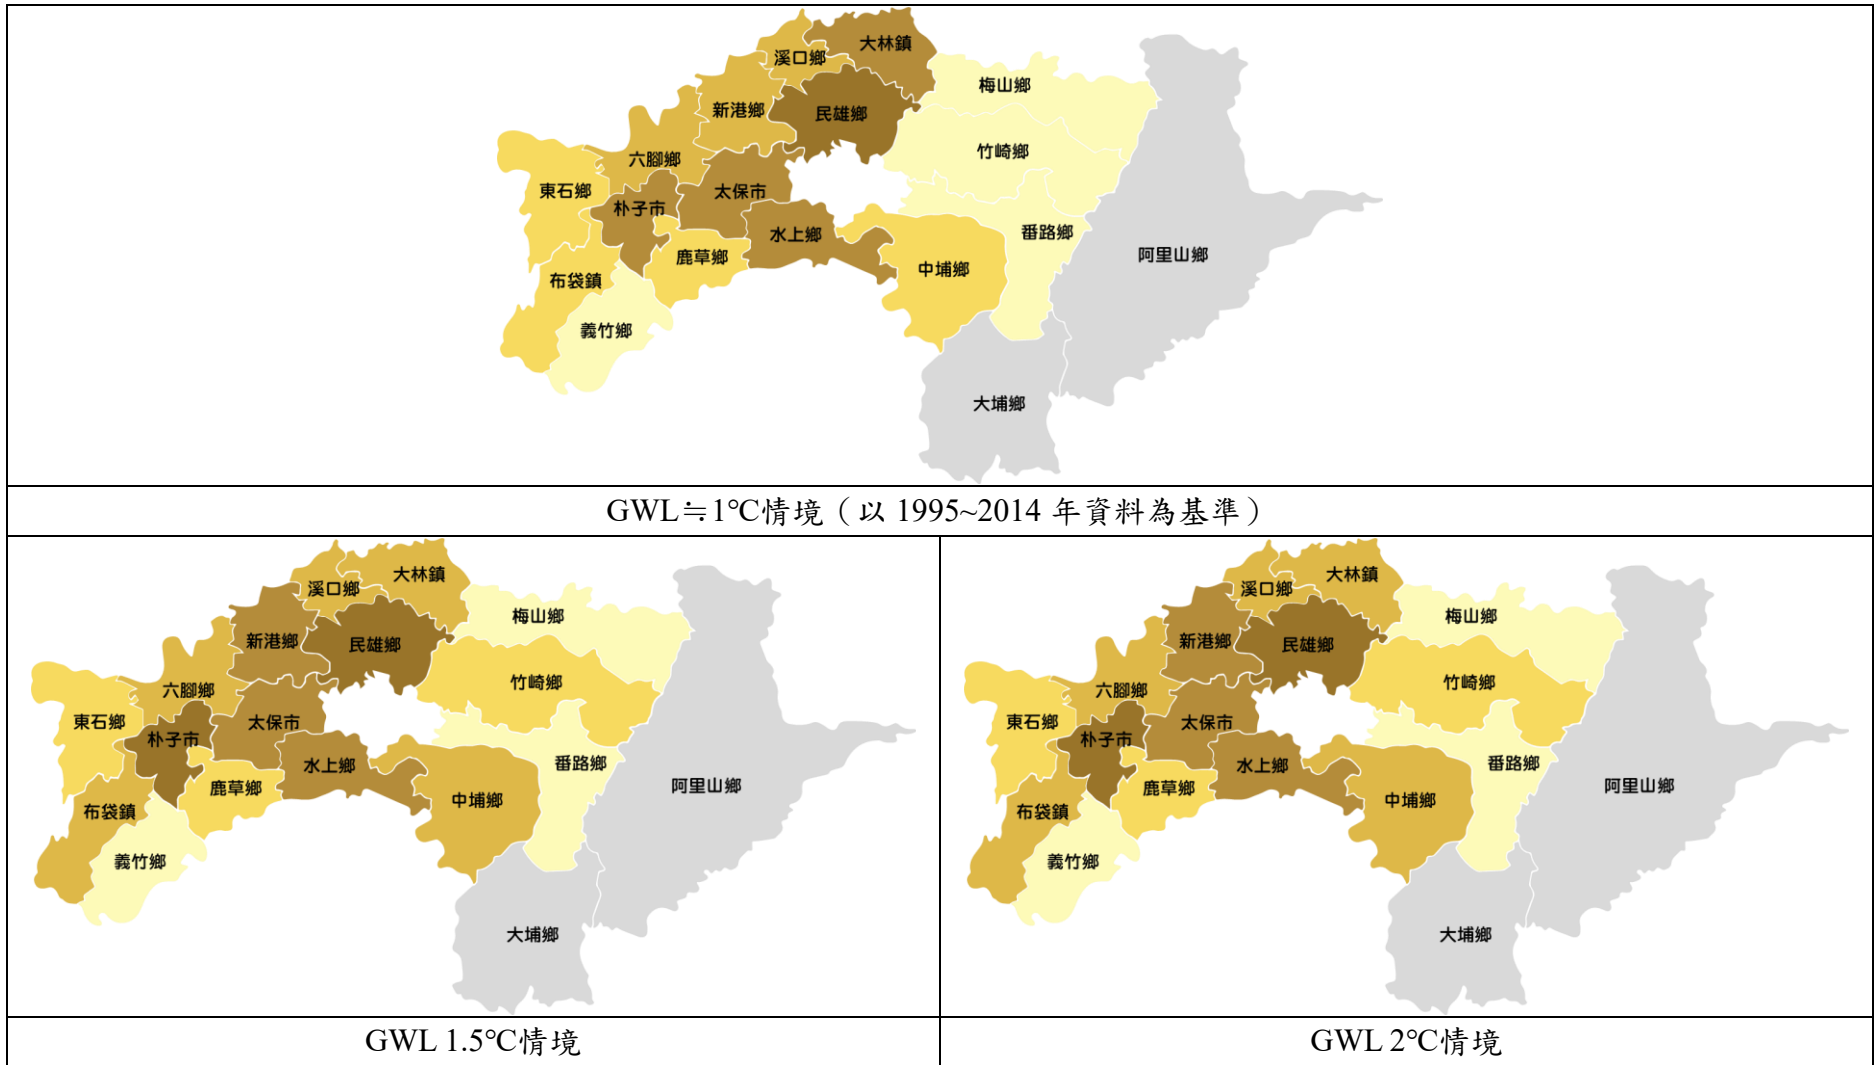 大林鎮
溪口鄉
梅山鄉
新港鄉
民雄鄉
竹崎鄉
六腳鄉
東石鄉
太保市
朴子市
水上鄉
番路鄉
鹿草鄉
阿里山鄉
中埔鄉
布袋鎮
義竹鄉
大埔鄉
GWL≒1℃情境（以 1995~2014 年資料為基準）
大林鎮
溪口鄉
梅山鄉
新港鄉
民雄鄉
竹崎鄉
六腳鄉
東石鄉
太保市
朴子市
水上鄉
番路鄉
鹿草鄉
阿里山鄉
中埔鄉
布袋鎮
義竹鄉
大埔鄉
GWL 1.5℃情境
大林鎮
溪口鄉
梅山鄉
新港鄉
民雄鄉
竹崎鄉
六腳鄉
東石鄉
太保市
朴子市
水上鄉
番路鄉
鹿草鄉
阿里山鄉
中埔鄉
布袋鎮
義竹鄉
大埔鄉
GWL 2℃情境